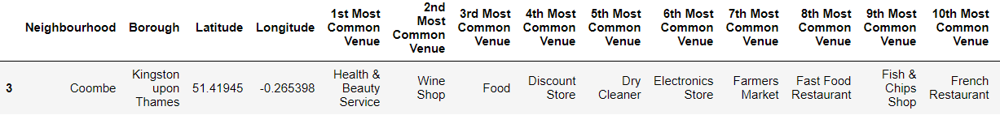 Neighbourhood Borough Latitude Longitude 1st Most Common Venue 2nd Most Common Venue 3rd Most Common Venue 4th Most Common Venue 5th Most Common Venue 6th Most Common Venue 7th Most Common Venue 8th Most Common Venue 9th Most Common Venue 10th Most Common Venue
3 Coombe Kingston upon Thames 51.41945 -0.265398 Health & Beauty Service Wine Shop Food Discount Store Dry Cleaner Electronics Store Farmers Market Fast Food Restaurant Fish & Chips Shop French Restaurant